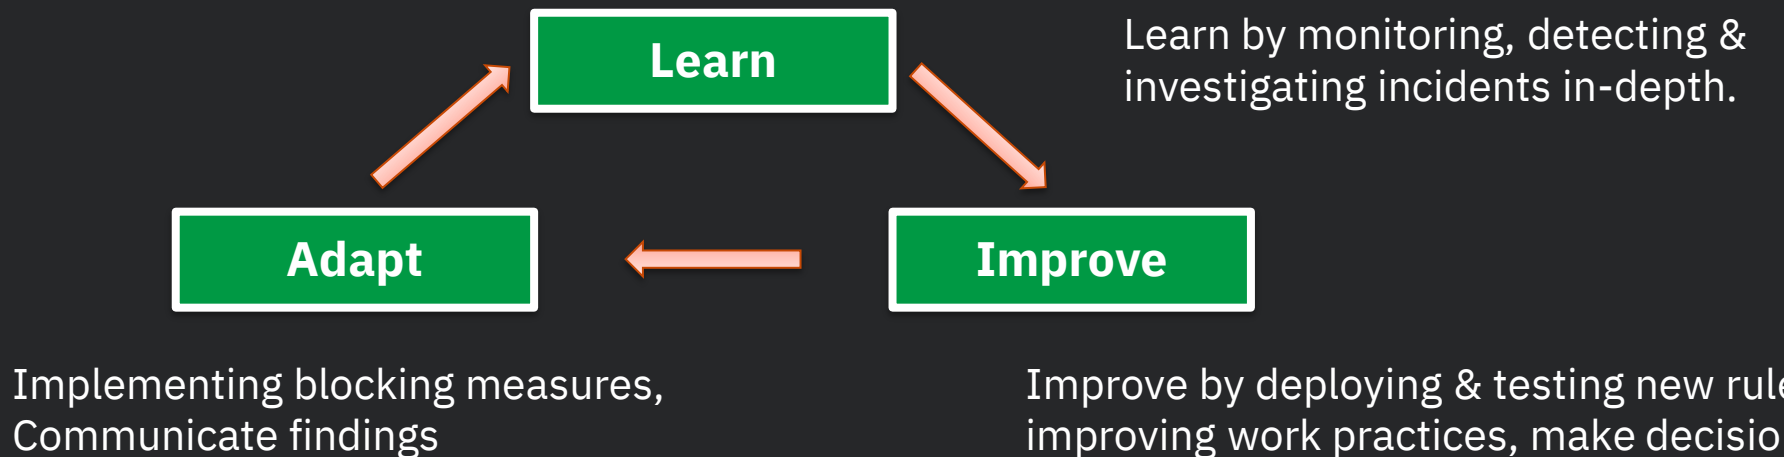 Learn
Learn by monitoring, detecting &
investigating incidents in-depth.
Adapt
Improve
Implementing blocking measures,
Communicate findings
Improve by deploying & testing new rule
improving work practices, make decisio